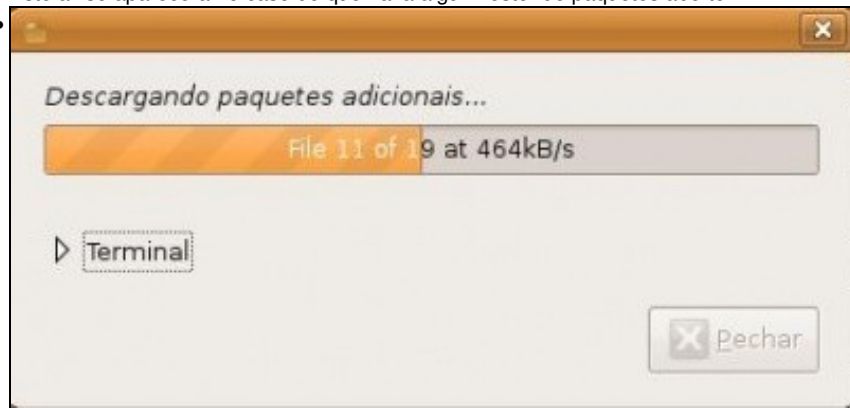 Descargando paquetes adicionais...
File 11 of 19 at 464kB/s
Terminal
Pechar